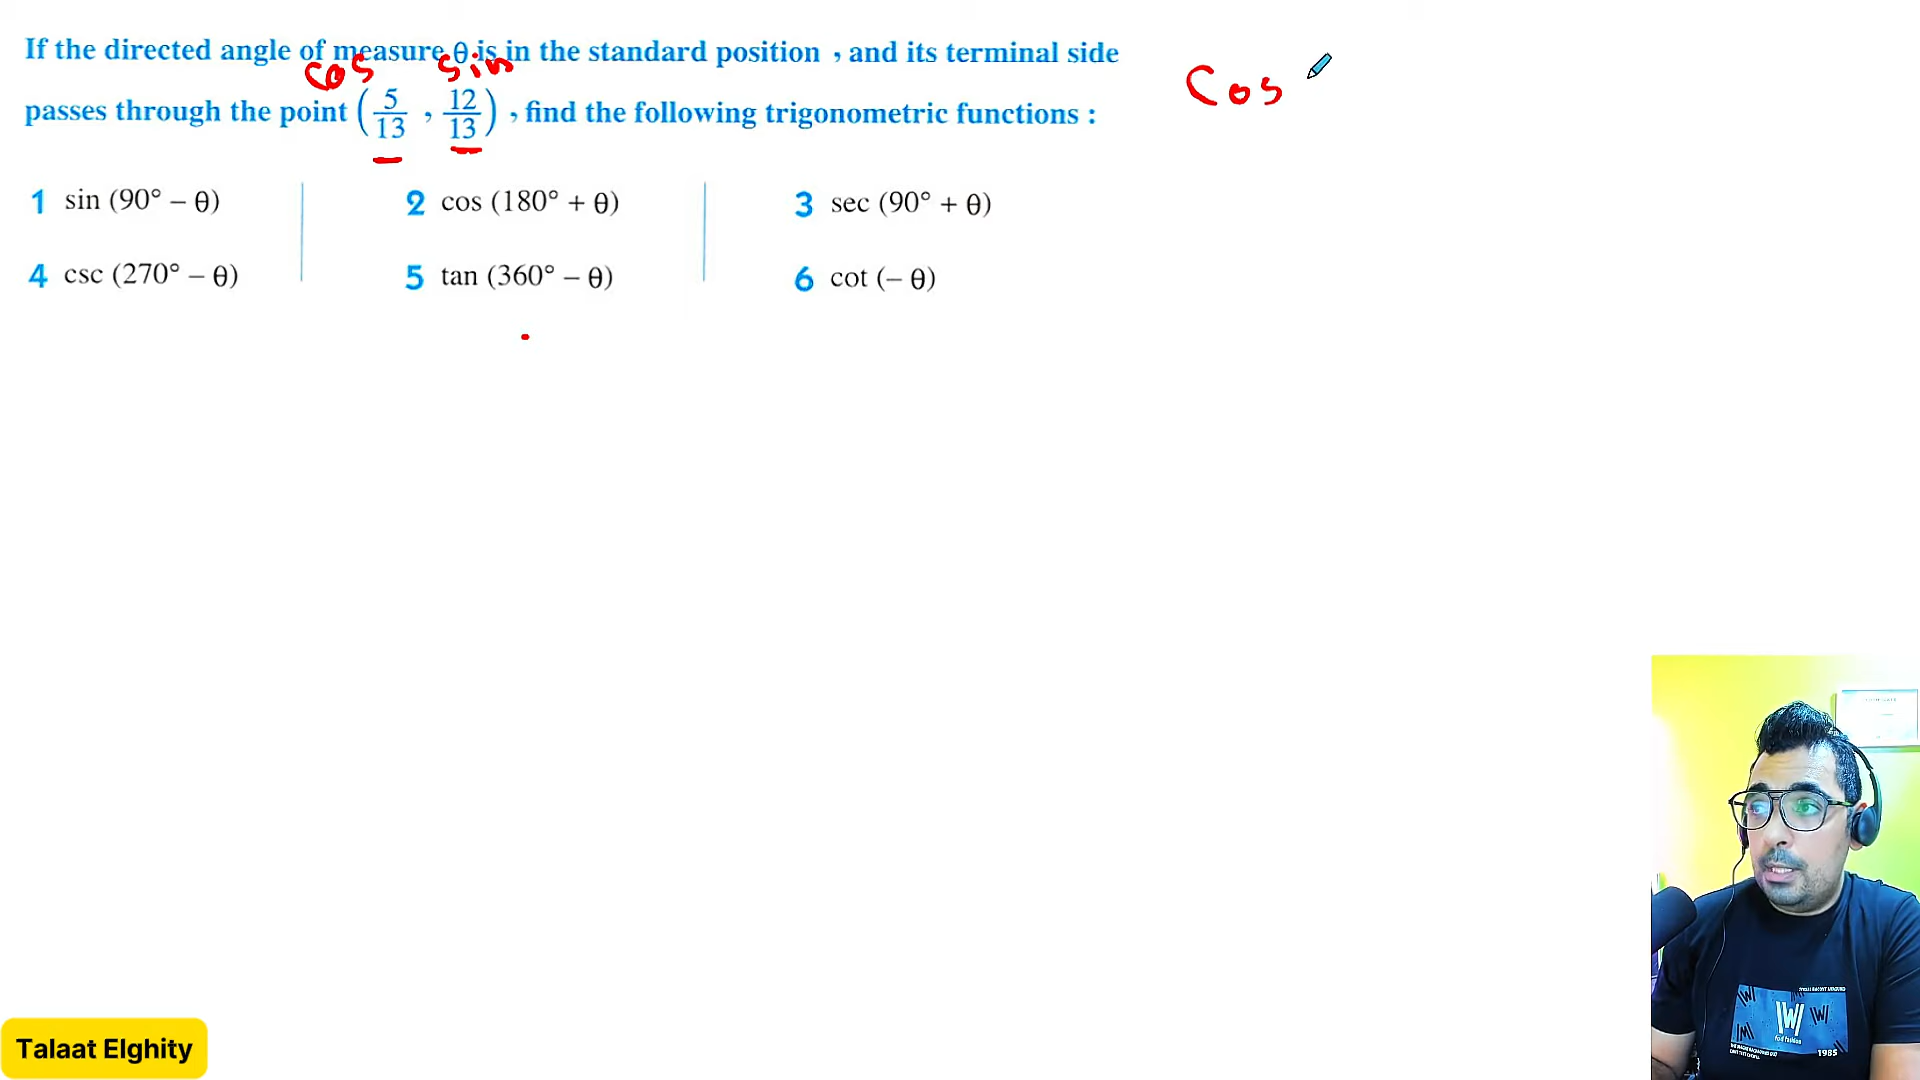 If the directed angle of measure θ is in the standard position , and its terminal side
cos sin
cos
passes through the point (5/13 , 12/13) , find the following trigonometric functions :
1 sin (90° – θ)
2 cos (180° + θ)
3 sec (90° + θ)
4 csc (270° – θ)
5 tan (360° – θ)
6 cot (– θ)
1985
Talaat Elghity